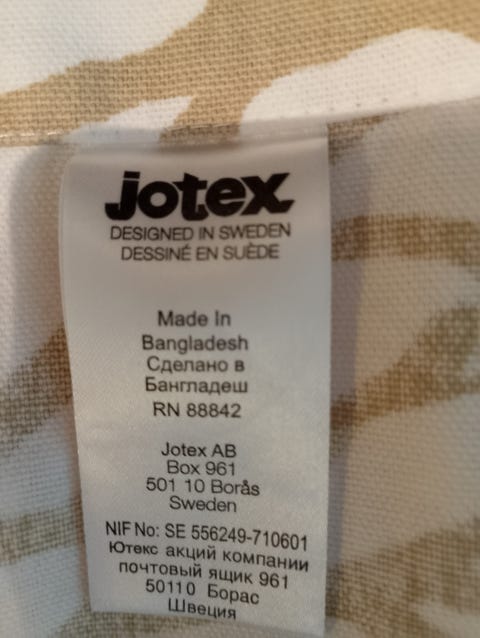 jotex
DESIGNED IN SWEDEN
DESSINÉ EN SUÈDE
Made In
Bangladesh
Сделано в
Бангладеш
RN 88842
Jotex AB
Box 961
501 10 Borås
Sweden
NIF No: SE 556249-710601
Ютекс акций компании
почтовый ящик 961
50110 Борас
Швеция